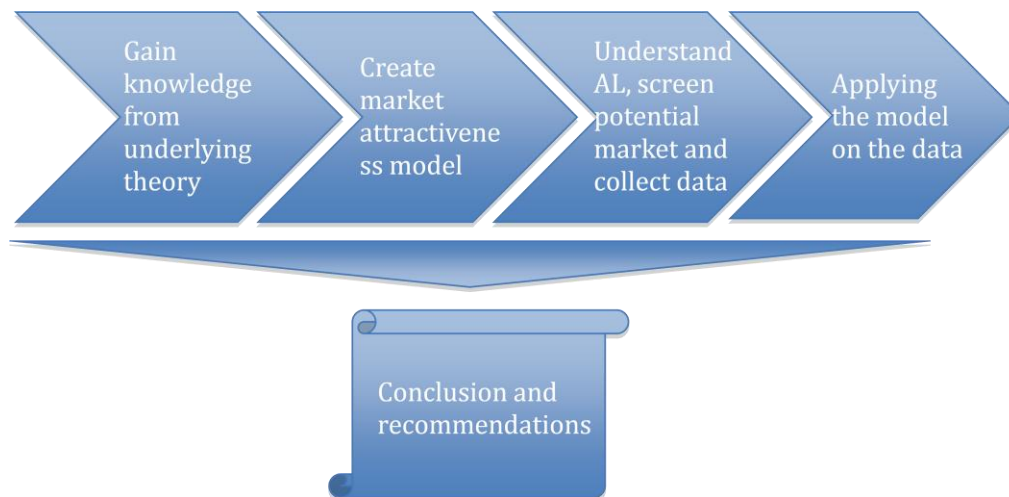 Gain
knowledge
from
underlying
theory
Create
market
attractivene
ss model
Understand
AL, screen
potential
market and
collect data
Applying
the model
on the data
Conclusion and
recommendations